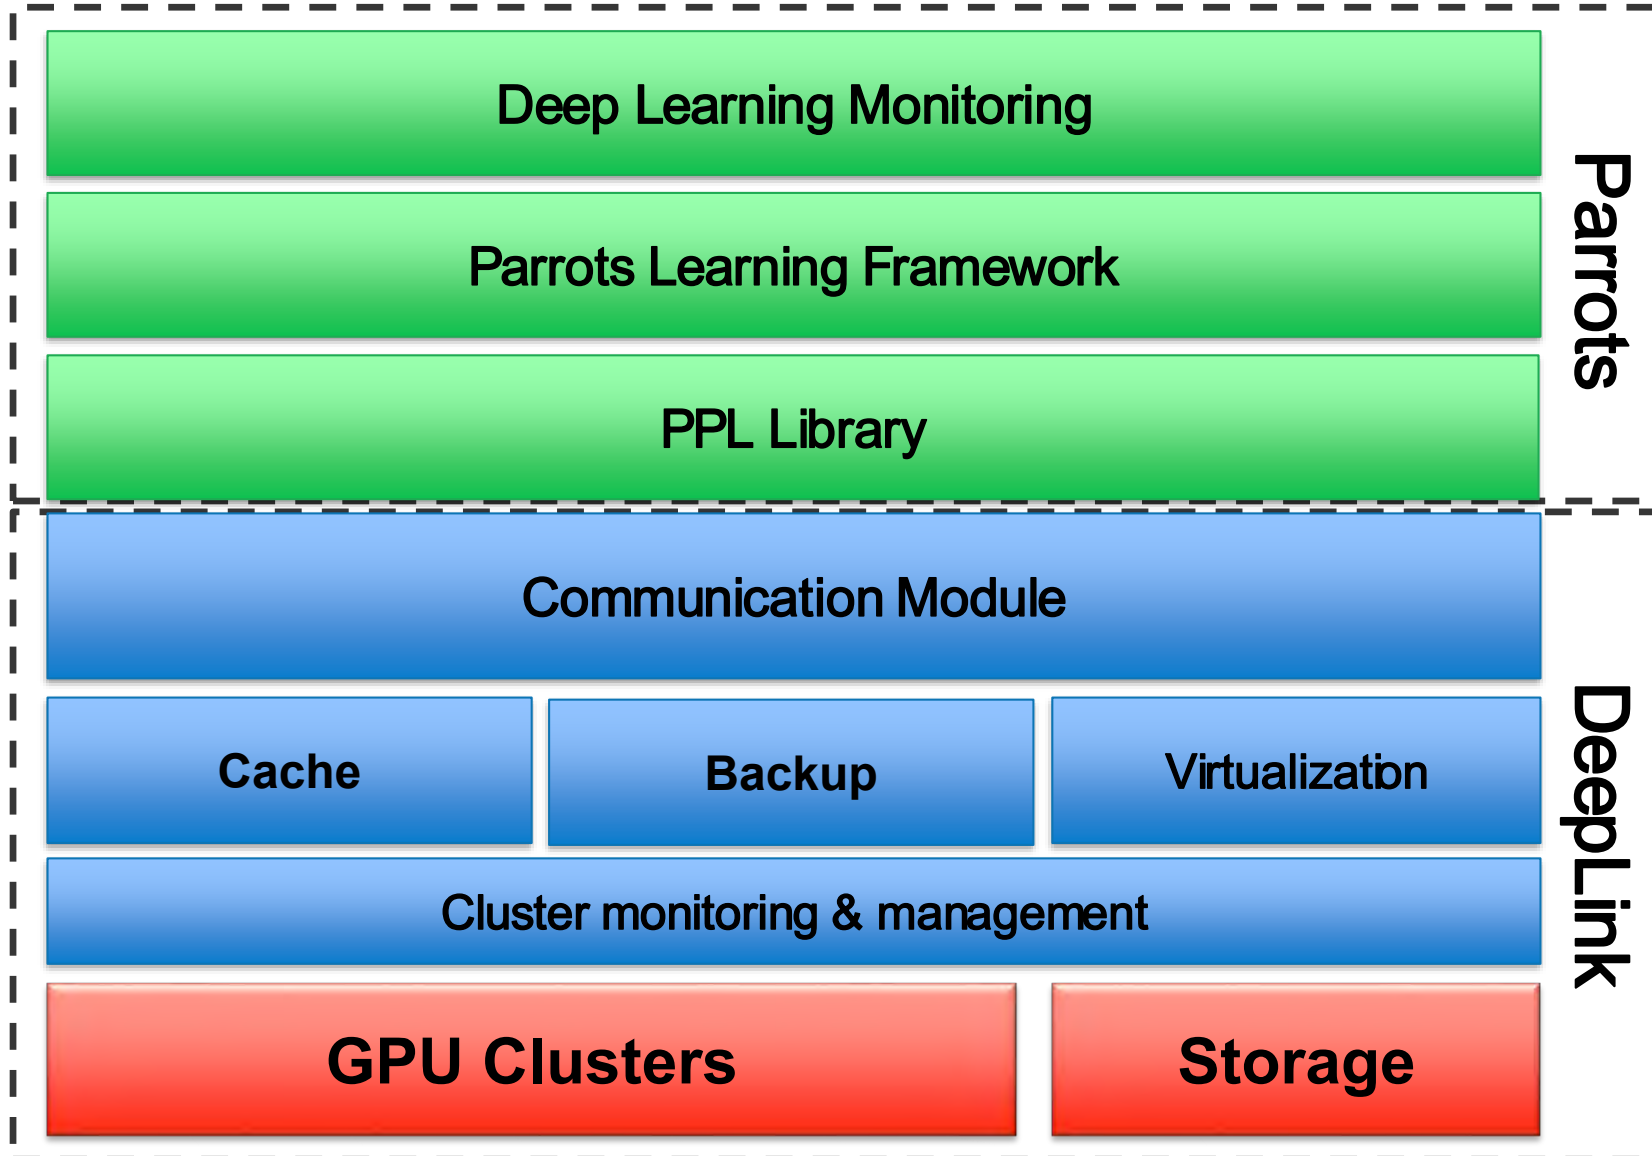 Deep Learning Monitoring
Parrots Learning Framework
PPL Library
Parrots
Communication Module
Cache
Backup
Virtualization
Cluster monitoring & management
GPU Clusters
Storage
DeepLink